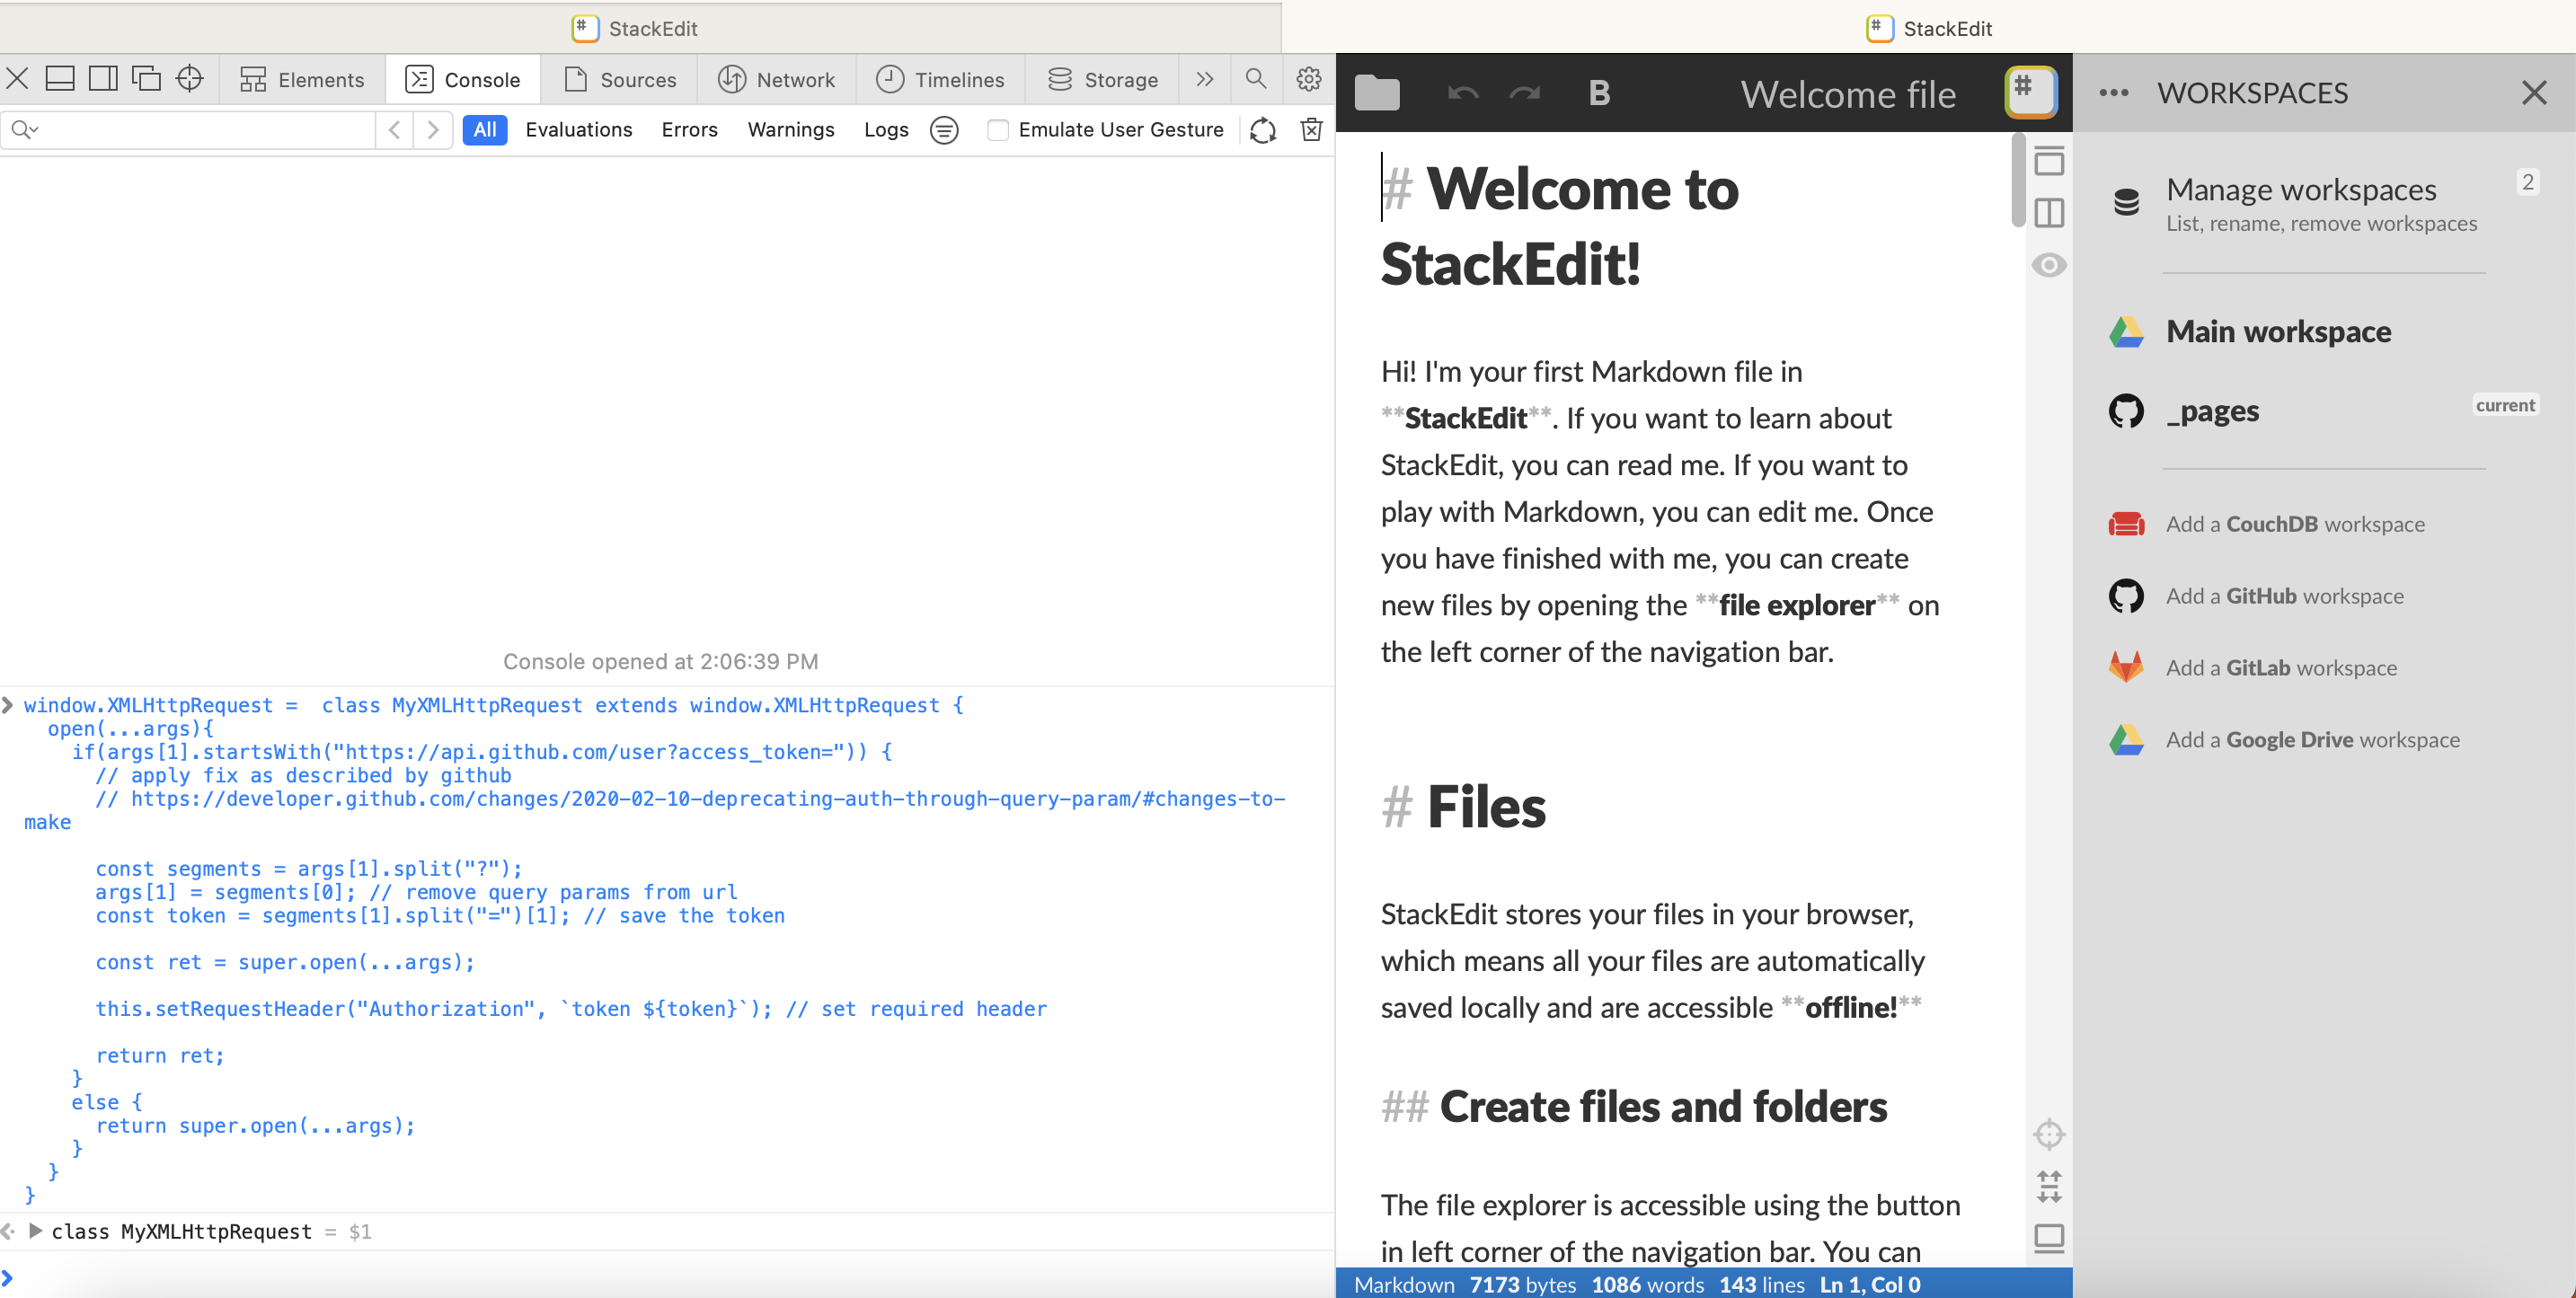 StackEdit
StackEdit
Elements
Console
Sources
Network
Timelines
Storage
All
Evaluations
Errors
Warnings
Logs
Emulate User Gesture
Console opened at 2:06:39 PM
window.XMLHttpRequest =  class MyXMLHttpRequest extends window.XMLHttpRequest {
  open(...args){
    if(args[1].startsWith("https://api.github.com/user?access_token=")) {
      // apply fix as described by github
      // https://developer.github.com/changes/2020-02-10-deprecating-auth-through-query-param/#changes-to-
make
      const segments = args[1].split("?");
      args[1] = segments[0]; // remove query params from url
      const token = segments[1].split("=")[1]; // save the token
      const ret = super.open(...args);
      this.setRequestHeader("Authorization", `token ${token}`); // set required header
      return ret;
    }
    else {
      return super.open(...args);
    }
  }
}
class MyXMLHttpRequest = $1
B
Welcome file
#
# Welcome to
StackEdit!
Hi! I'm your first Markdown file in
**StackEdit**. If you want to learn about
StackEdit, you can read me. If you want to
play with Markdown, you can edit me. Once
you have finished with me, you can create
new files by opening the **file explorer** on
the left corner of the navigation bar.
# Files
StackEdit stores your files in your browser,
which means all your files are automatically
saved locally and are accessible **offline!**
## Create files and folders
The file explorer is accessible using the button
in left corner of the navigation bar. You can
Markdown 7173 bytes 1086 words 143 lines Ln 1, Col 0
WORKSPACES
Manage workspaces
2
List, rename, remove workspaces
Main workspace
_pages
current
Add a CouchDB workspace
Add a GitHub workspace
Add a GitLab workspace
Add a Google Drive workspace